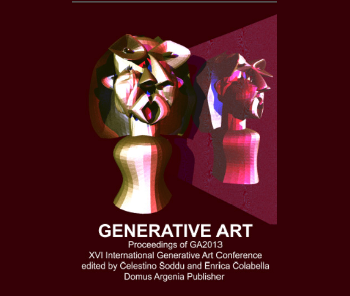 GENERATIVE ART
Proceedings of GA2013
XVI International Generative Art Conference
edited by Celestino Soddu and Enrica Colabella
Domus Argenia Publisher